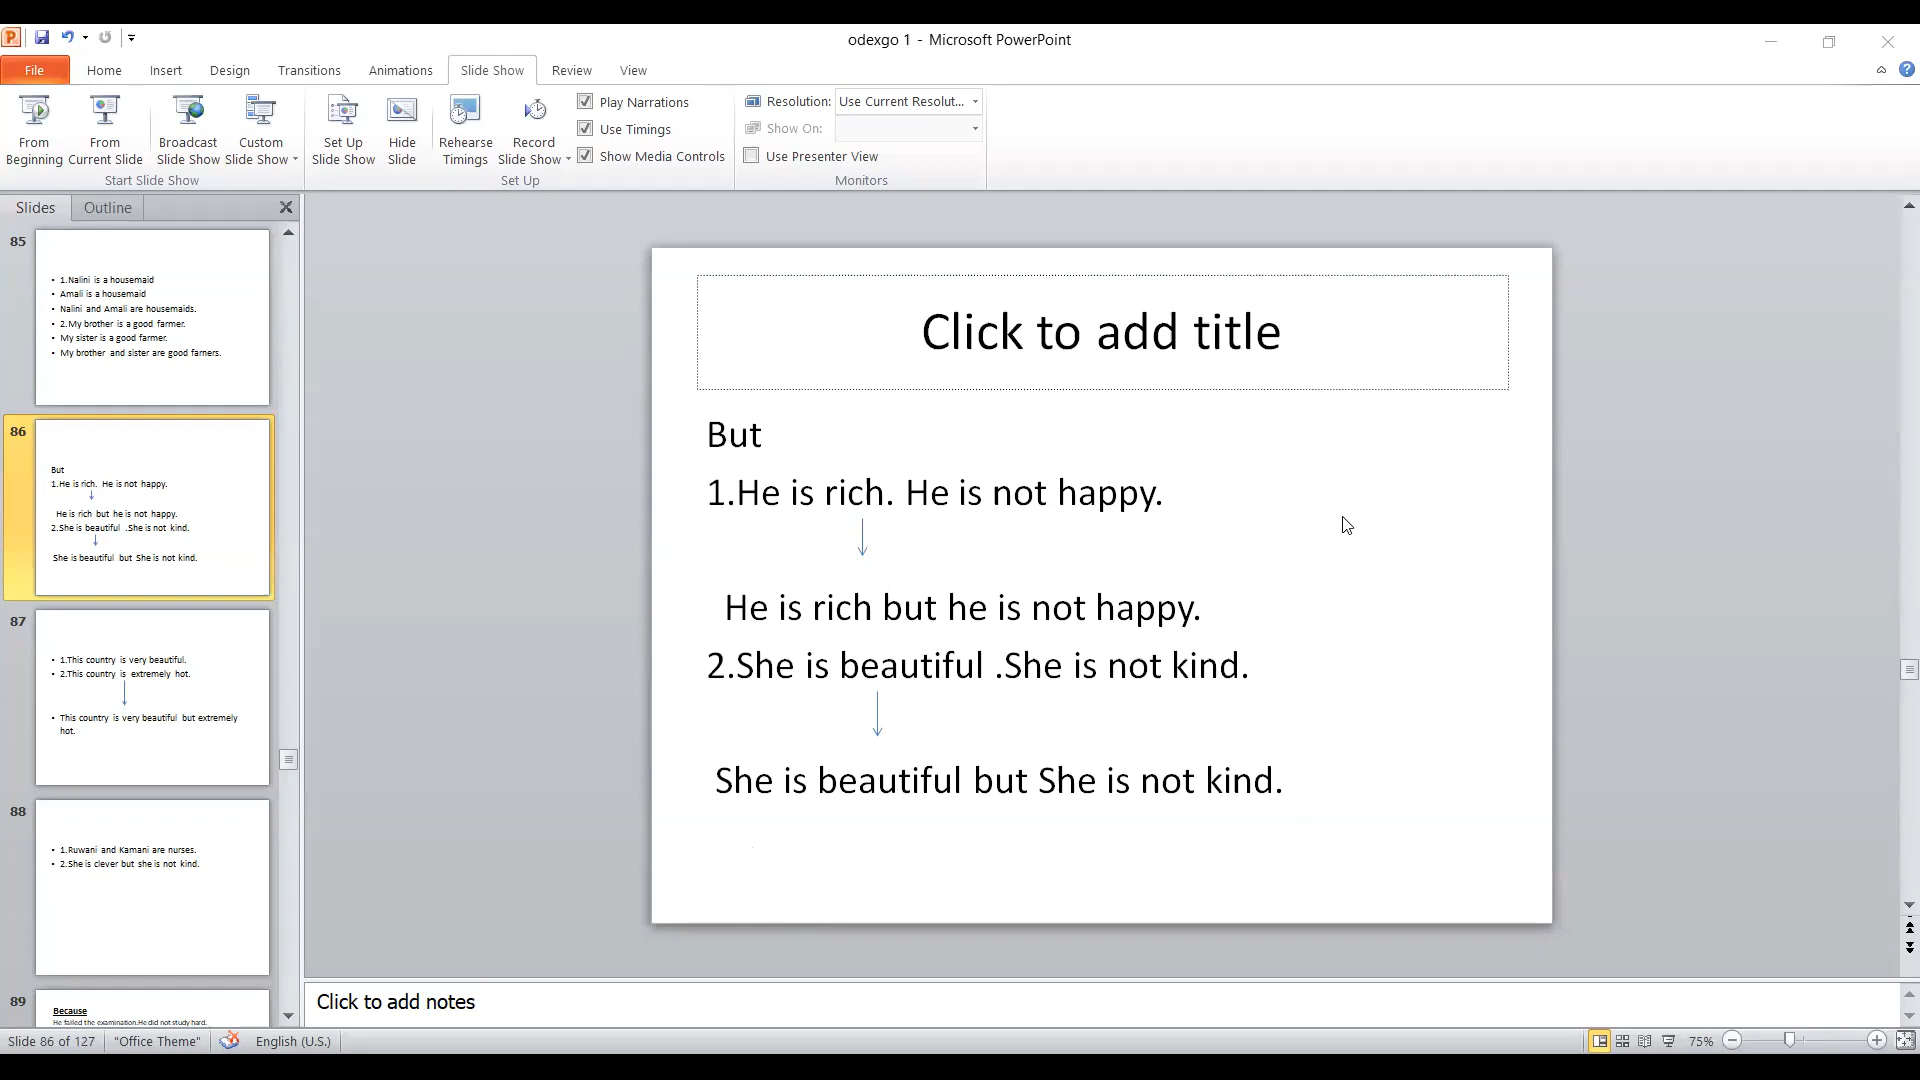 odexgo 1 - Microsoft PowerPoint
File Home Insert Design Transitions Animations Slide Show Review View
From Beginning
From Current Slide
Broadcast Slide Show
Custom Slide Show
Start Slide Show
Set Up Slide Show
Hide Slide
Rehearse Timings
Record Slide Show
Play Narrations
Use Timings
Show Media Controls
Set Up
Resolution: Use Current Resolut...
Show On:
Use Presenter View
Monitors
Slides Outline
85
• 1.Nalini is a housemaid
• Amali is a housemaid
• Nalini and Amali are housemaids.
• 2.My brother is a good farmer.
• My sister is a good farmer.
• My brother and sister are good farners.
86
But
1.He is rich. He is not happy.
He is rich but he is not happy.
2.She is beautiful .She is not kind.
She is beautiful but She is not kind.
87
• 1.This country is very beautiful.
• 2.This country is extremely hot.
• This country is very beautiful but extremely
hot.
88
• 1.Ruwani and Kamani are nurses.
• 2.She is clever but she is not kind.
89
Because
He failed the examination.He did not study hard.
Click to add title
But
1.He is rich. He is not happy.
He is rich but he is not happy.
2.She is beautiful .She is not kind.
She is beautiful but She is not kind.
Click to add notes
Slide 86 of 127 "Office Theme" English (U.S.) 75%